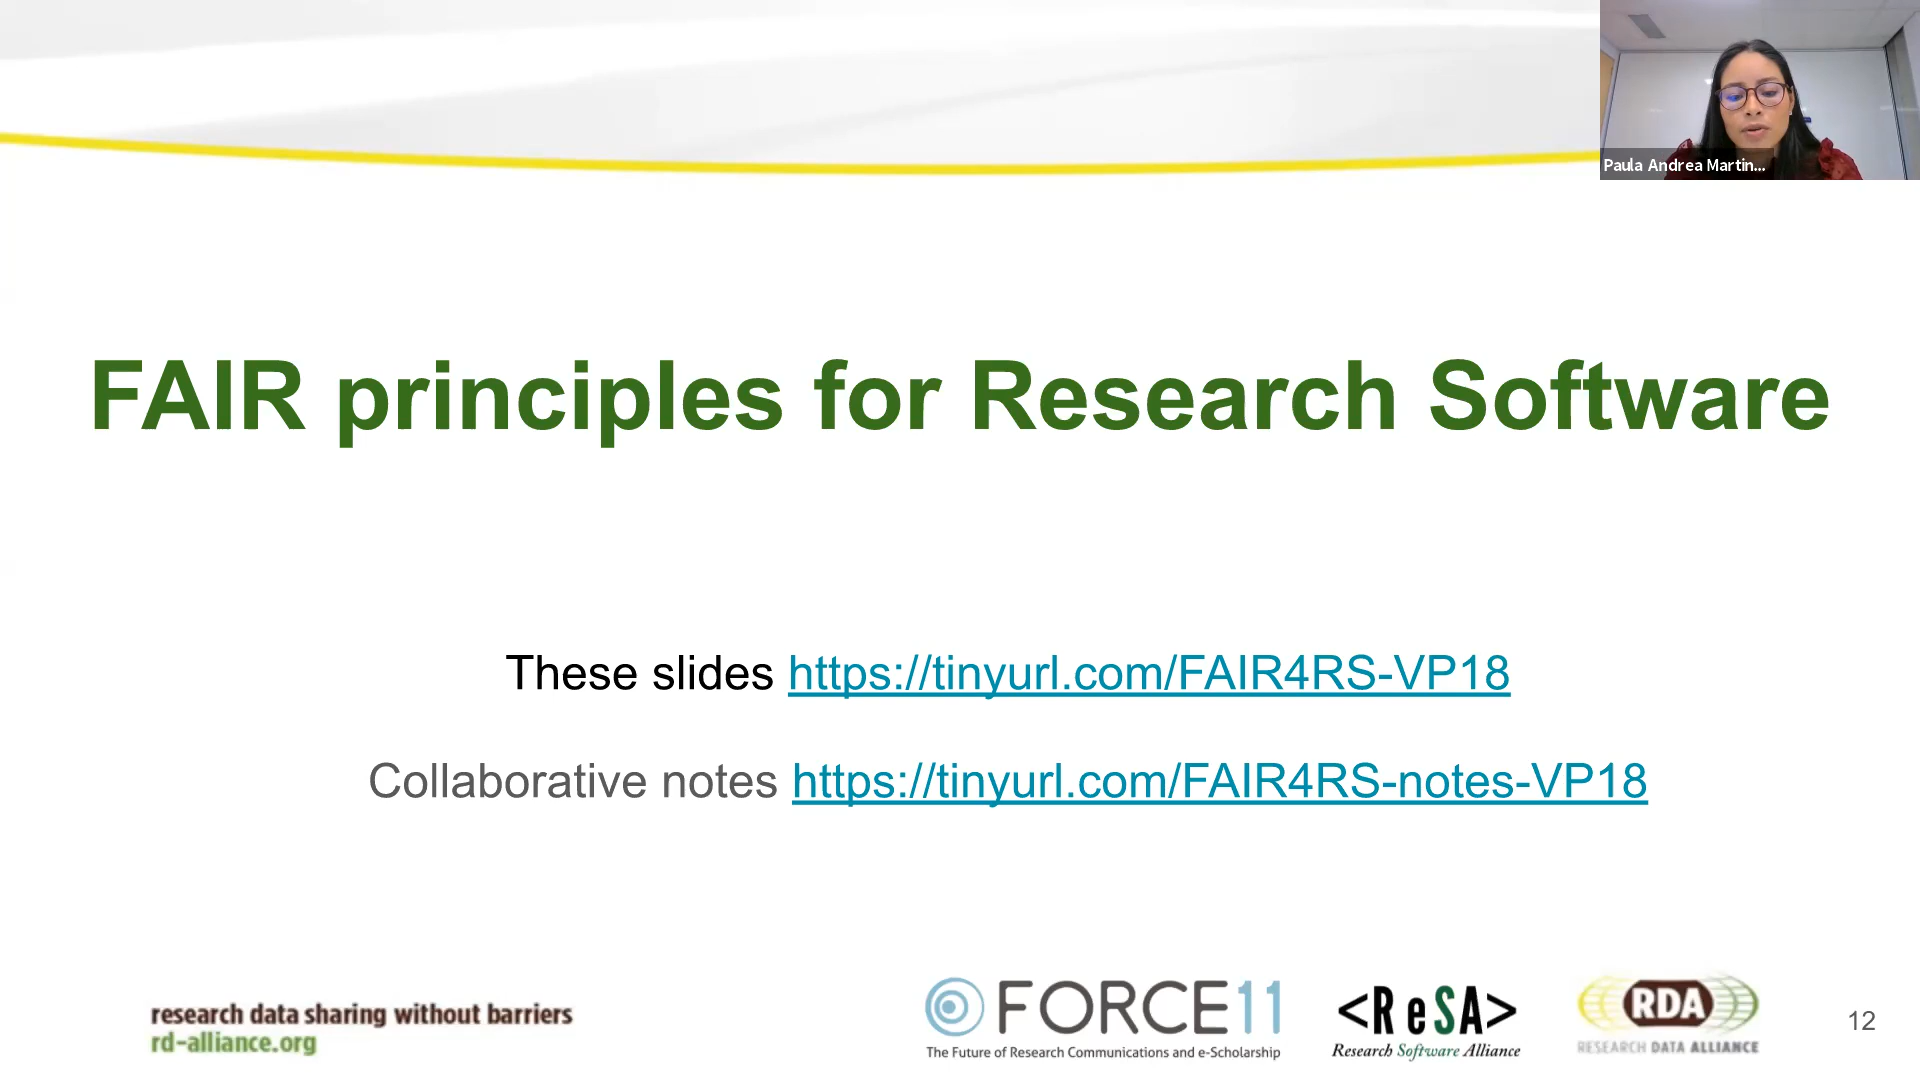 Paula Andrea Martin...
FAIR principles for Research Software
These slides https://tinyurl.com/FAIR4RS-VP18
Collaborative notes https://tinyurl.com/FAIR4RS-notes-VP18
research data sharing without barriers
rd-alliance.org
FORCE11
The Future of Research Communications and e-Scholarship
<ReSA>
Research Software Alliance
RDA
RESEARCH DATA ALLIANCE
12